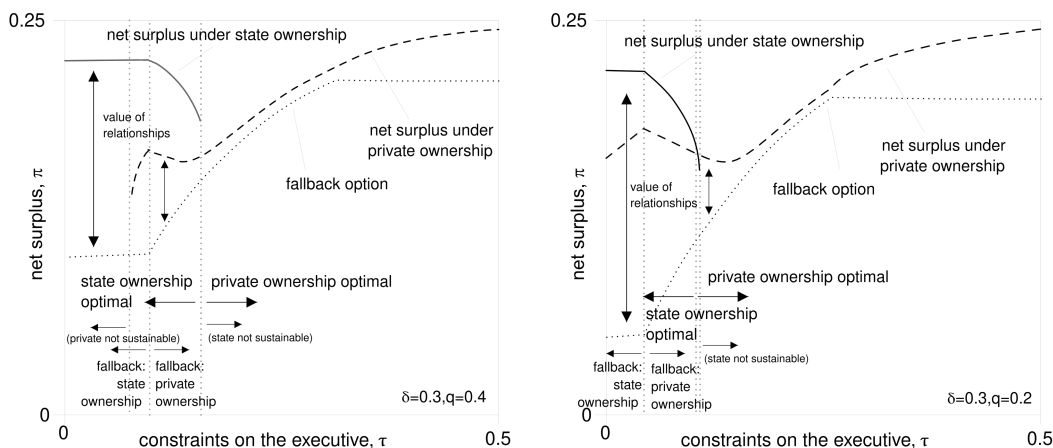 0.25
net surplus under state ownership
value of
relationships
net surplus under
private ownership
fallback option
net surplus, π
state ownership
optimal
private ownership optimal
(private not sustainable)
(state not sustainable)
fallback:
state
ownership
fallback:
private
ownership
δ=0.3,q=0.4
0
0
0.5
constraints on the executive, τ
0.25
net surplus under state ownership
net surplus under
private ownership
value of
relationships
fallback option
net surplus, π
private ownership optimal
state ownership
optimal
(state not sustainable)
fallback:
state
ownership
fallback:
private
ownership
δ=0.3,q=0.2
0
0
0.5
constraints on the executive, τ